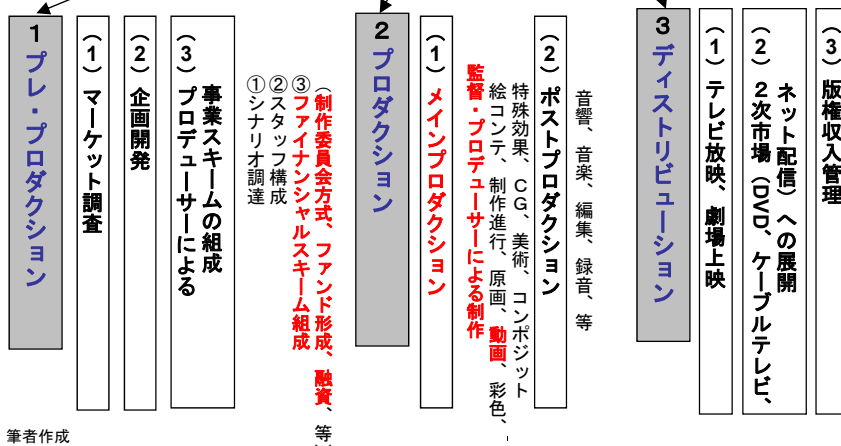 1 プレ・プロダクション
（1）マーケット調査
（2）企画開発
（3）プロデューサーによる
事業スキームの組成
①シナリオ調達
②スタッフ構成
③ファイナンシャルスキーム組成
（制作委員会方式、ファンド形成、融資、等）
2 プロダクション
（1）メインプロダクション
監督・プロデューサーによる制作
絵コンテ、制作進行、原画、動画、彩色、
特殊効果、CG、美術、コンポジット
（2）ポストプロダクション
音響、音楽、編集、録音、等
3 ディストリビューション
（1）テレビ放映、劇場上映
（2）2次市場（DVD、ケーブルテレビ、
ネット配信）への展開
（3）版権収入管理
筆者作成